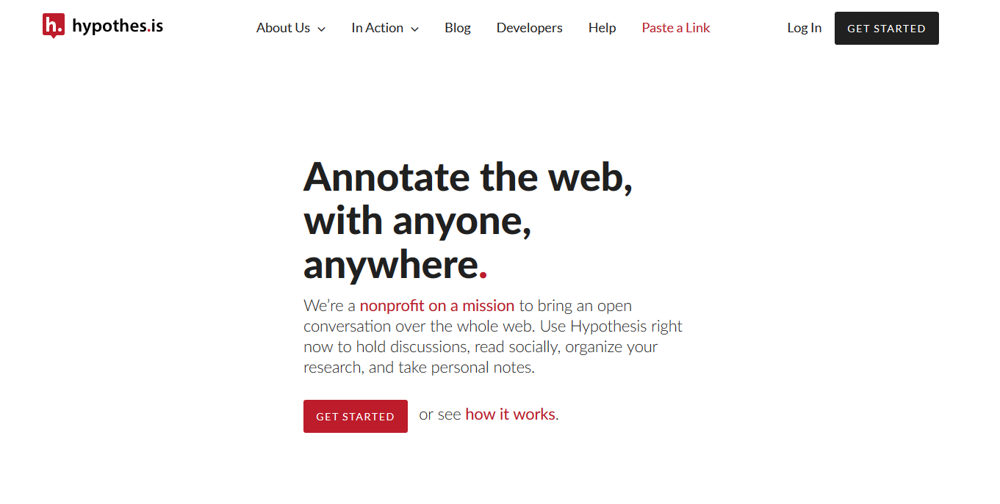 h. hypothes.is
About Us
In Action
Blog
Developers
Help
Paste a Link
Log In
GET STARTED
Annotate the web,
with anyone,
anywhere.
We’re a nonprofit on a mission to bring an open
conversation over the whole web. Use Hypothesis right
now to hold discussions, read socially, organize your
research, and take personal notes.
GET STARTED or see how it works.